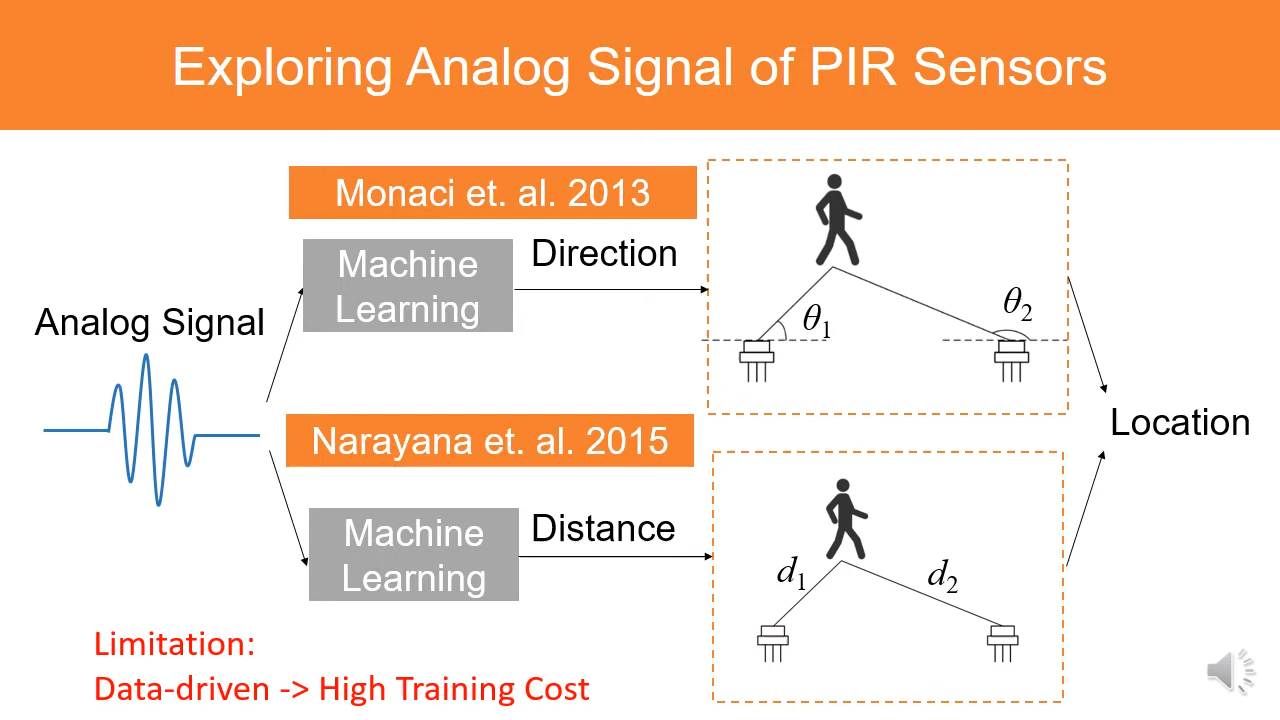 Exploring Analog Signal of PIR Sensors
Monaci et. al. 2013
Machine
Learning
Direction
θ1
θ2
Analog Signal
Location
Narayana et. al. 2015
Machine
Learning
Distance
d1
d2
Limitation:
Data-driven -> High Training Cost